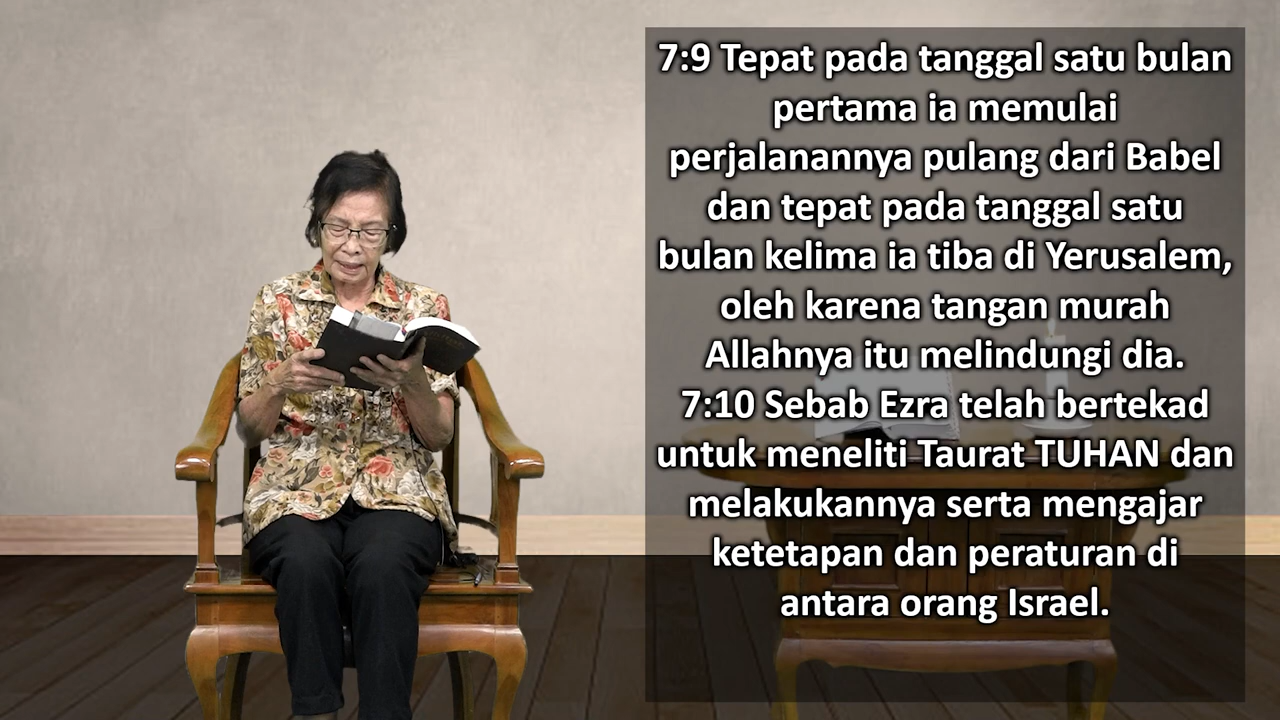 7:9 Tepat pada tanggal satu bulan
pertama ia memulai
perjalanannya pulang dari Babel
dan tepat pada tanggal satu
bulan kelima ia tiba di Yerusalem,
oleh karena tangan murah
Allahnya itu melindungi dia.
7:10 Sebab Ezra telah bertekad
untuk meneliti Taurat TUHAN dan
melakukannya serta mengajar
ketetapan dan peraturan di
antara orang Israel.